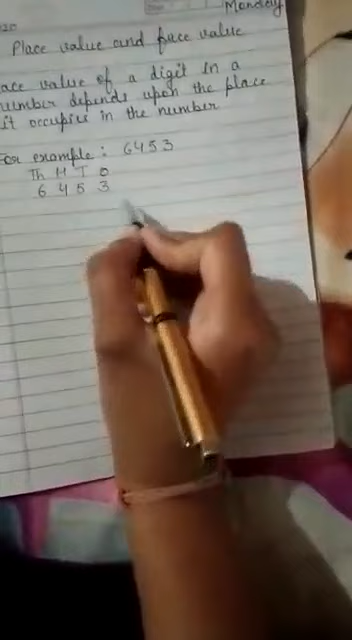 Monday
Place value and face value
ace value of a digit in a
number depends upon the place
it occupies in the number
For example : 6453
Th H T O
6 4 5 3